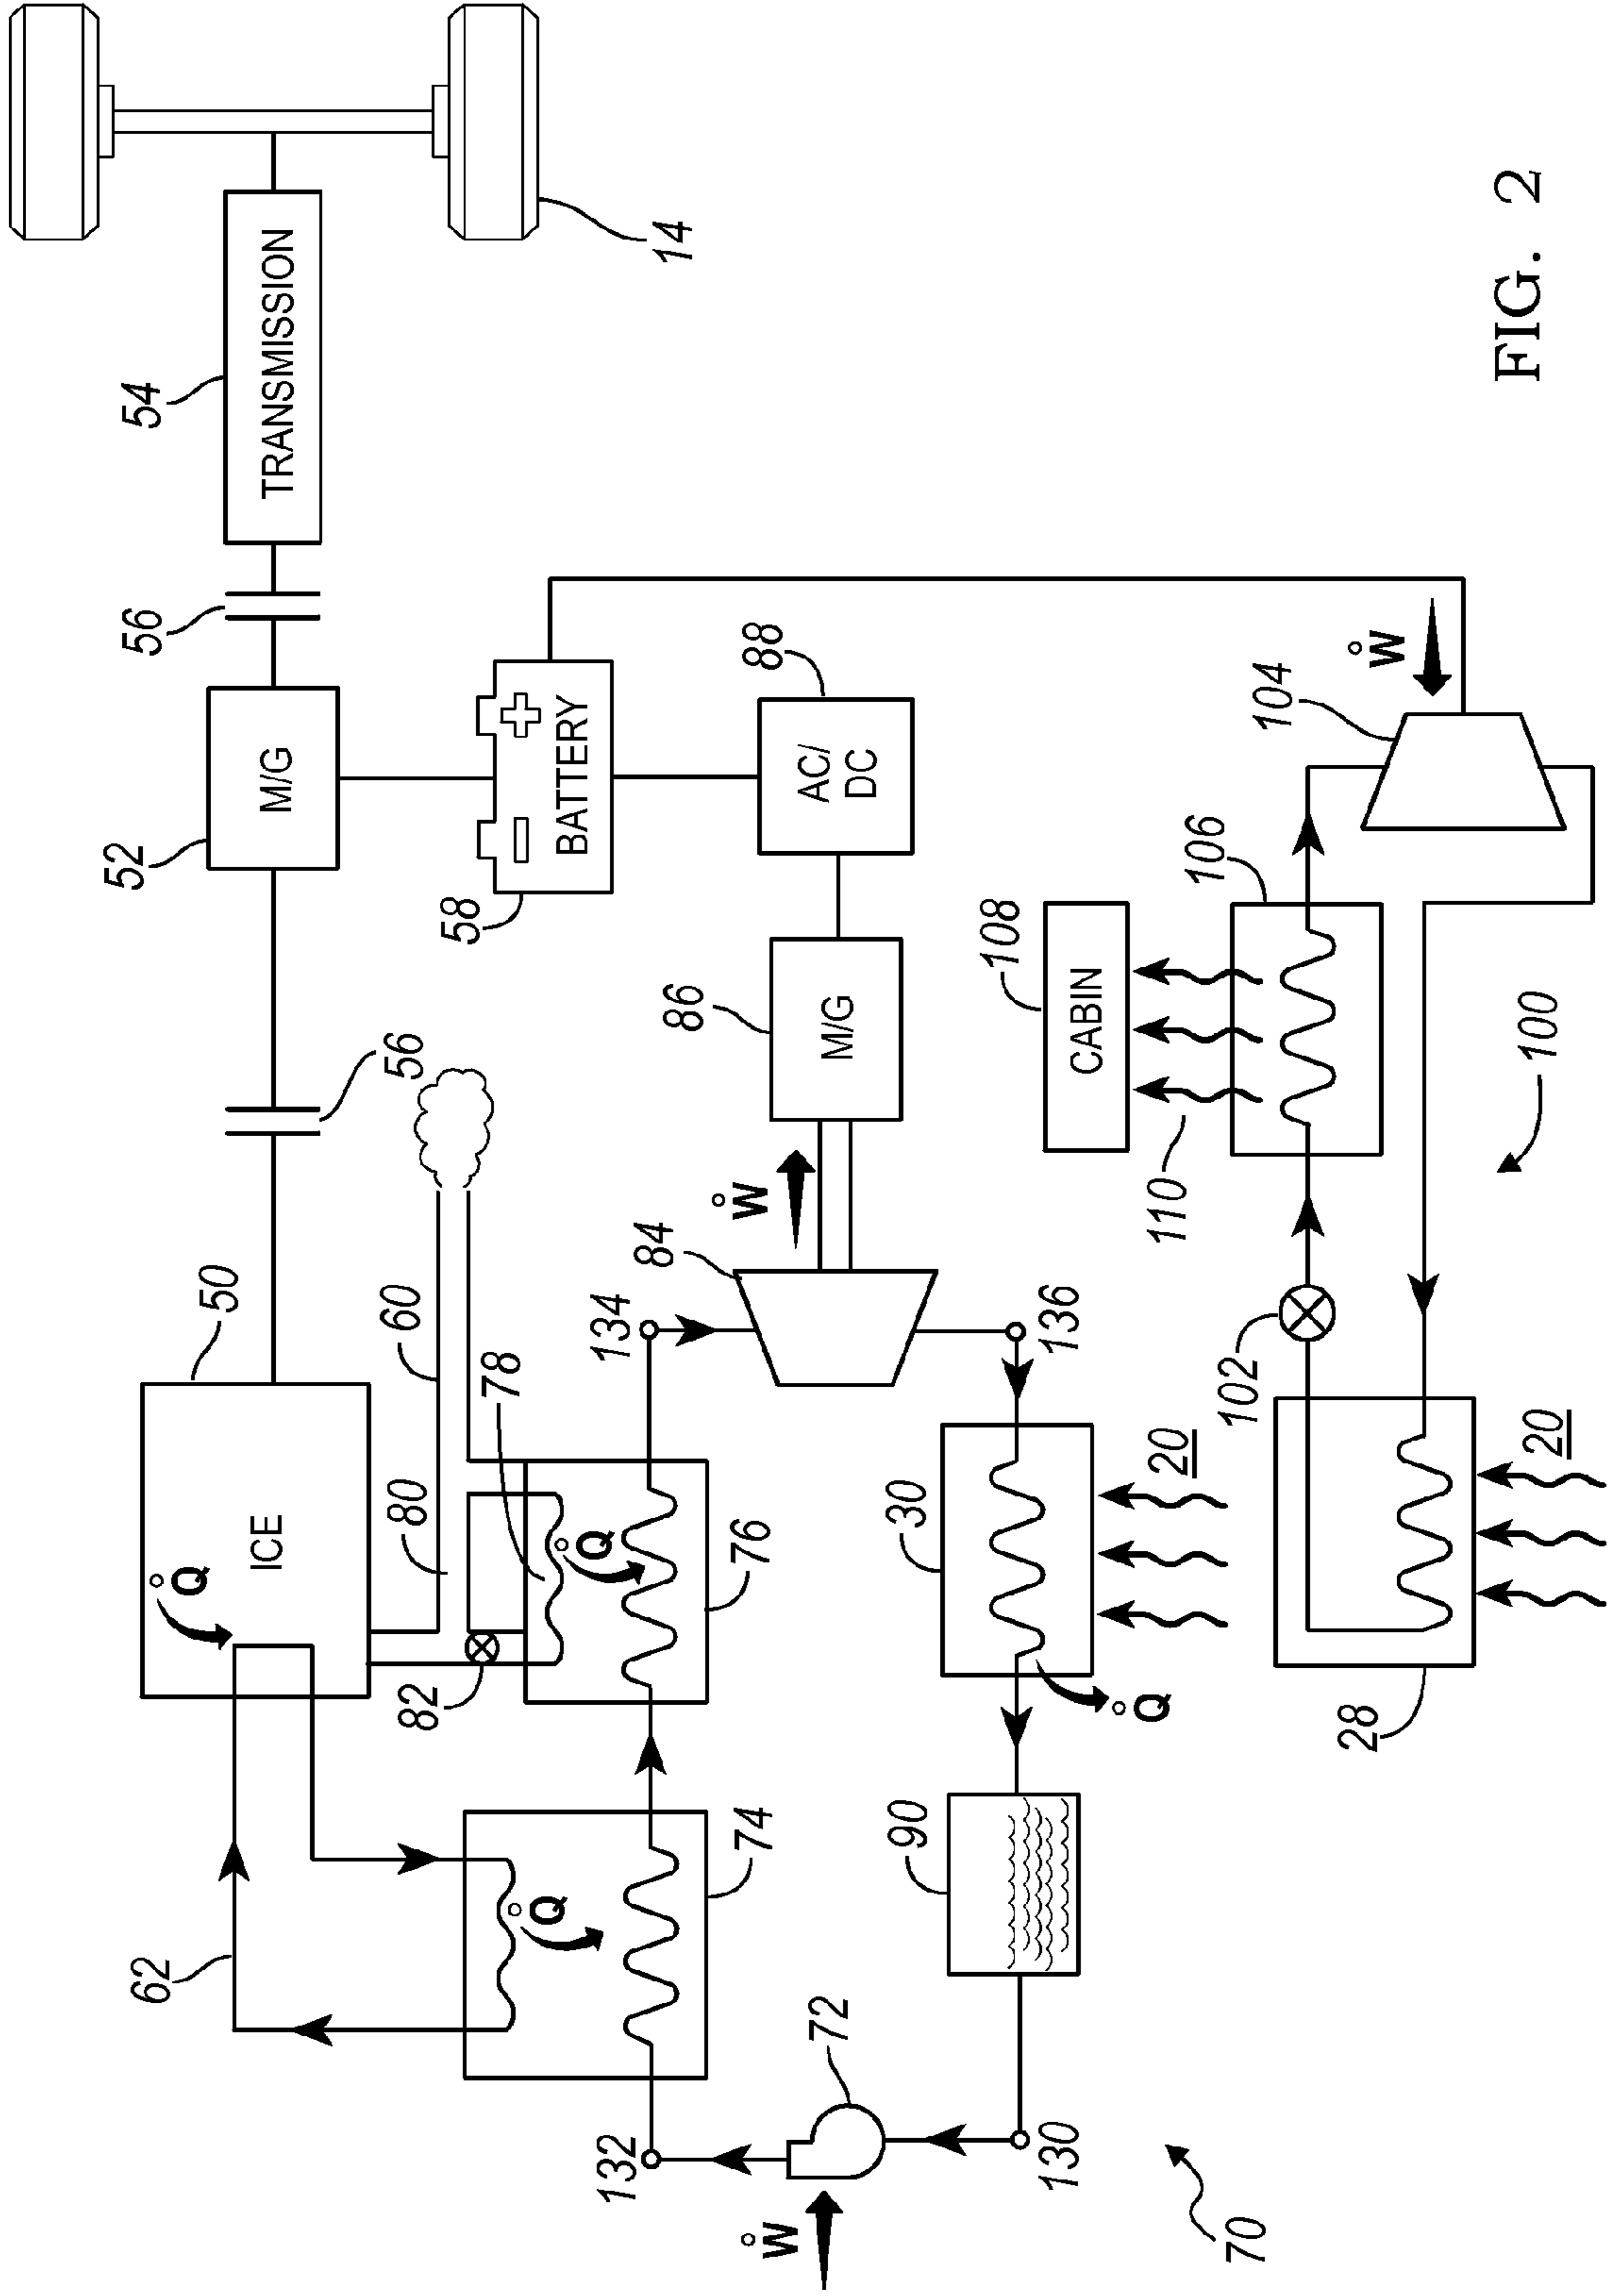 62
52
56
54
Q̊
50
ICE
M/G
TRANSMISSION
82
80
60
56
58
78
Q̊
Q̊
BATTERY
132
134
84
86
14
74
76
W̊
88
W̊
AC/
DC
72
M/G
90
30
108
130
136
CABIN
Q̊
20
110
106
70
102
104
28
W̊
20
100
FIG. 2